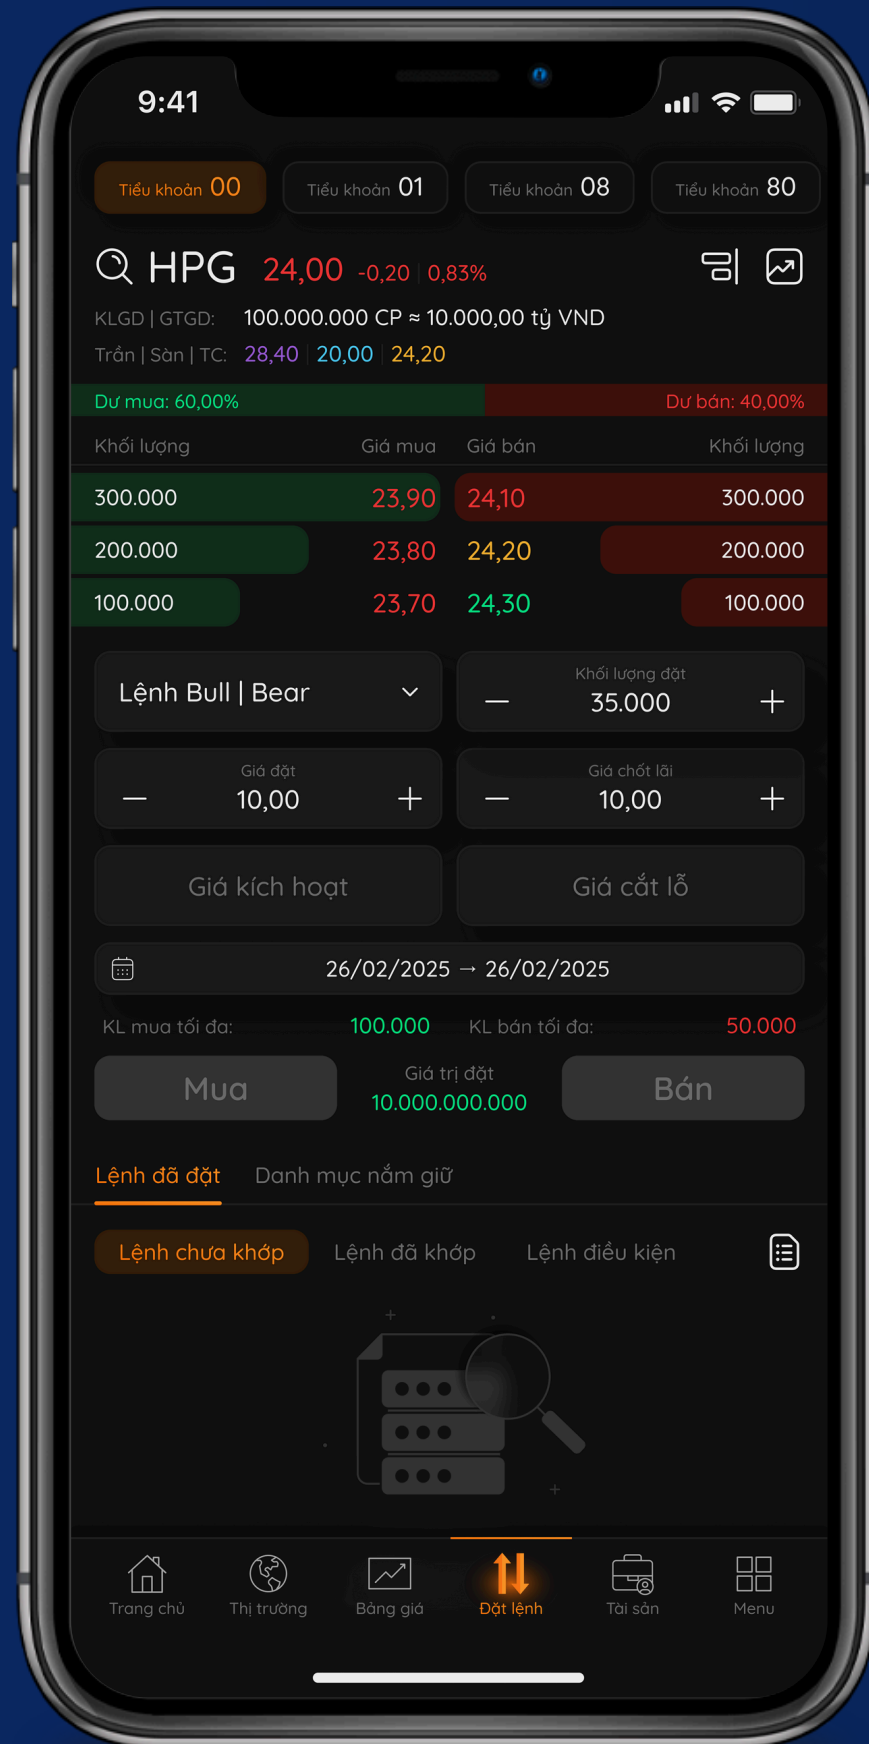 9:41
Tiểu khoản 00 Tiểu khoản 01 Tiểu khoản 08 Tiểu khoản 80
HPG 24,00 -0,20 | 0,83%
KLGD | GTGD: 100.000.000 CP ≈ 10.000,00 tỷ VND
Trần | Sàn | TC: 28,40 | 20,00 | 24,20
Dư mua: 60,00% Dư bán: 40,00%
Khối lượng Giá mua Giá bán Khối lượng
300.000 23,90 24,10 300.000
200.000 23,80 24,20 200.000
100.000 23,70 24,30 100.000
Lệnh Bull | Bear
Khối lượng đặt
— 35.000 +
Giá đặt
— 10,00 +
Giá chốt lãi
— 10,00 +
Giá kích hoạt Giá cắt lỗ
26/02/2025 → 26/02/2025
KL mua tối đa: 100.000 KL bán tối đa: 50.000
Mua
Giá trị đặt
10.000.000.000
Bán
Lệnh đã đặt Danh mục nắm giữ
Lệnh chưa khớp Lệnh đã khớp Lệnh điều kiện
Trang chủ Thị trường Bảng giá Đặt lệnh Tài sản Menu